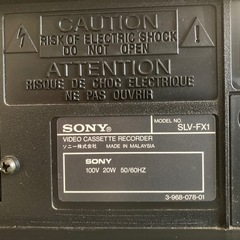 CAUTION
RISK OF ELECTRIC SHOCK
DO NOT OPEN
ATTENTION
RISQUE DE CHOC ELECTRIQUE
NE PAS OUVRIR
SONY®
MODEL NO. SLV-FX1
VIDEO CASSETTE RECORDER
ソニー株式会社 MADE IN MALAYSIA
SONY
100V 20W 50/60HZ
3-968-078-01